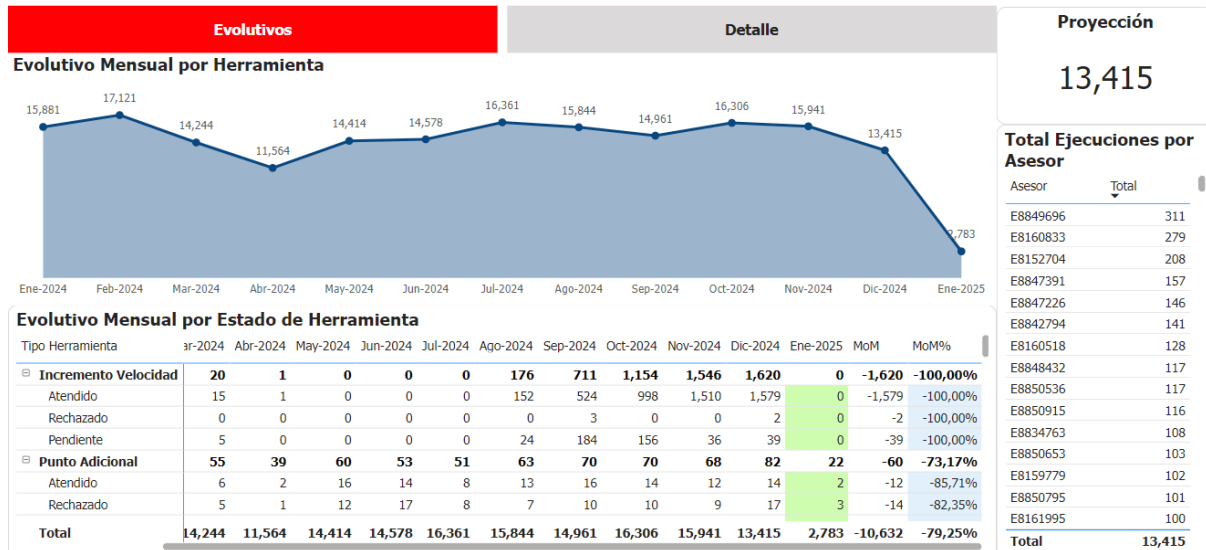 Evolutivos
Detalle
Proyección
13,415
Evolutivo Mensual por Herramienta
15,881
17,121
14,244
11,564
14,414
14,578
16,361
15,844
14,961
16,306
15,941
13,415
2,783
Ene-2024 Feb-2024 Mar-2024 Abr-2024 May-2024 Jun-2024 Jul-2024 Ago-2024 Sep-2024 Oct-2024 Nov-2024 Dic-2024 Ene-2025
Total Ejecuciones por
Asesor
Asesor Total
E8849696 311
E8160833 279
E8152704 208
E8847391 157
E8847226 146
E8842794 141
E8160518 128
E8848432 117
E8850536 117
E8850915 116
E8834763 108
E8850653 103
E8159779 102
E8850795 101
E8161995 100
Total 13,415
Evolutivo Mensual por Estado de Herramienta
Tipo Herramienta ar-2024 Abr-2024 May-2024 Jun-2024 Jul-2024 Ago-2024 Sep-2024 Oct-2024 Nov-2024 Dic-2024 Ene-2025 MoM MoM%
Incremento Velocidad 20 1 0 0 0 176 711 1,154 1,546 1,620 0 -1,620 -100,00%
Atendido 15 1 0 0 0 152 524 998 1,510 1,579 0 -1,579 -100,00%
Rechazado 0 0 0 0 0 0 3 0 0 2 0 -2 -100,00%
Pendiente 5 0 0 0 0 24 184 156 36 39 0 -39 -100,00%
Punto Adicional 55 39 60 53 51 63 70 70 68 82 22 -60 -73,17%
Atendido 6 2 16 14 8 13 16 14 12 14 2 -12 -85,71%
Rechazado 5 1 12 17 8 7 10 10 9 17 3 -14 -82,35%
Total 14,244 11,564 14,414 14,578 16,361 15,844 14,961 16,306 15,941 13,415 2,783 -10,632 -79,25%